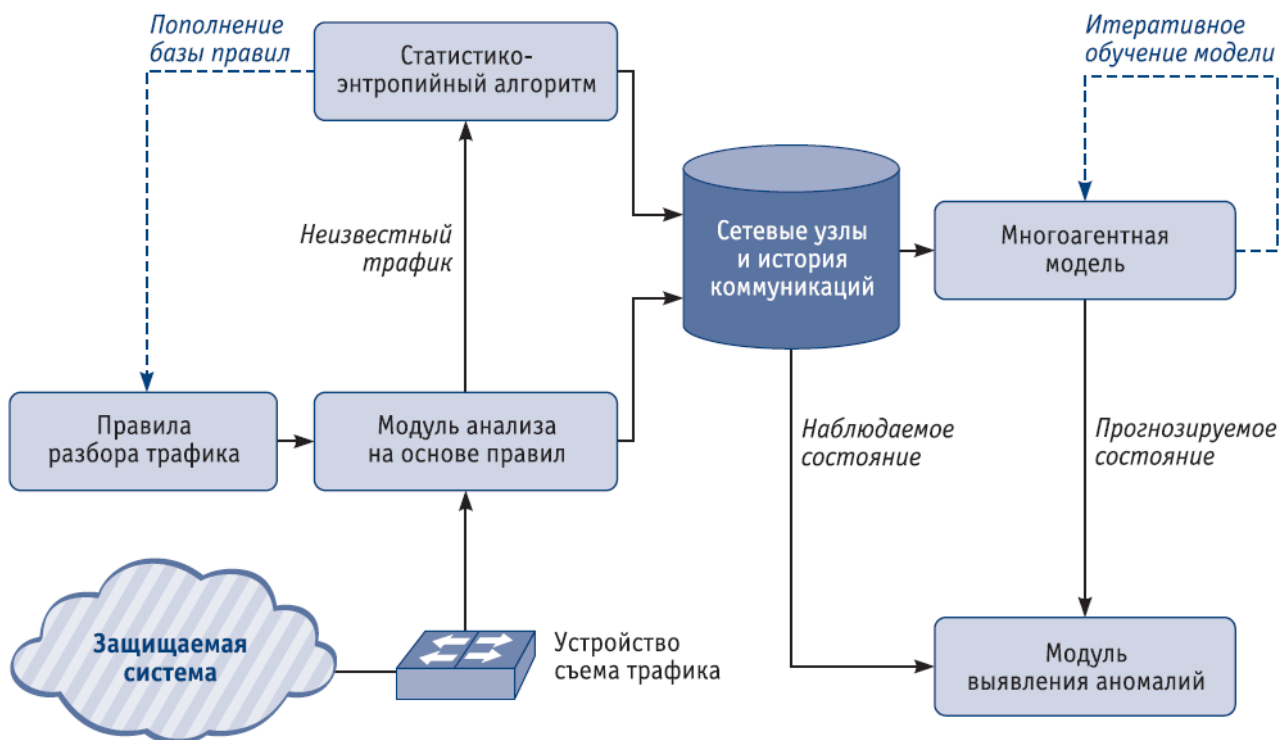 Пополнение
базы правил
Статистико-
энтропийный алгоритм
Итеративное
обучение модели
Неизвестный
трафик
Сетевые узлы
и история
коммуникаций
Многоагентная
модель
Правила
разбора трафика
Модуль анализа
на основе правил
Наблюдаемое
состояние
Прогнозируемое
состояние
Защищаемая
система
Устройство
съема трафика
Модуль
выявления аномалий